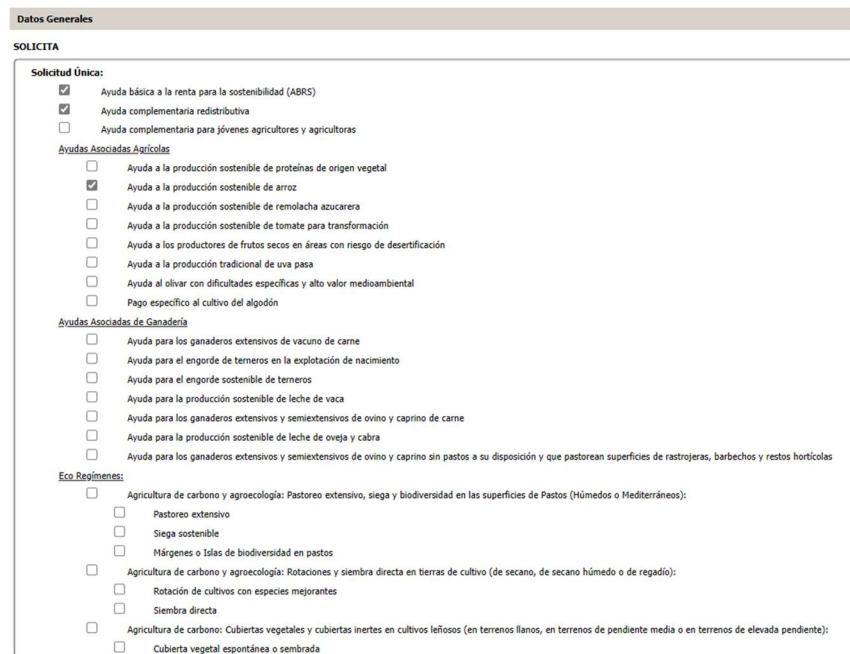 Datos Generales
SOLICITA
Solicitud Única:
Ayuda básica a la renta para la sostenibilidad (ABRS)
Ayuda complementaria redistributiva
Ayuda complementaria para jóvenes agricultores y agricultoras
Ayudas Asociadas Agrícolas
Ayuda a la producción sostenible de proteínas de origen vegetal
Ayuda a la producción sostenible de arroz
Ayuda a la producción sostenible de remolacha azucarera
Ayuda a la producción sostenible de tomate para transformación
Ayuda a los productores de frutos secos en áreas con riesgo de desertificación
Ayuda a la producción tradicional de uva pasa
Ayuda al olivar con dificultades específicas y alto valor medioambiental
Pago específico al cultivo del algodón
Ayudas Asociadas de Ganadería
Ayuda para los ganaderos extensivos de vacuno de carne
Ayuda para el engorde de terneros en la explotación de nacimiento
Ayuda para el engorde sostenible de terneros
Ayuda para la producción sostenible de leche de vaca
Ayuda para los ganaderos extensivos y semiextensivos de ovino y caprino de carne
Ayuda para la producción sostenible de leche de oveja y cabra
Ayuda para los ganaderos extensivos y semiextensivos de ovino y caprino sin pastos a su disposición y que pastorean superficies de rastrojeras, barbechos y restos hortícolas
Eco Regímenes:
Agricultura de carbono y agroecología: Pastoreo extensivo, siega y biodiversidad en las superficies de Pastos (Húmedos o Mediterráneos):
Pastoreo extensivo
Siega sostenible
Márgenes o Islas de biodiversidad en pastos
Agricultura de carbono y agroecología: Rotaciones y siembra directa en tierras de cultivo (de secano, de secano húmedo o de regadío):
Rotación de cultivos con especies mejorantes
Siembra directa
Agricultura de carbono: Cubiertas vegetales y cubiertas inertes en cultivos leñosos (en terrenos llanos, en terrenos de pendiente media o en terrenos de elevada pendiente):
Cubierta vegetal espontánea o sembrada